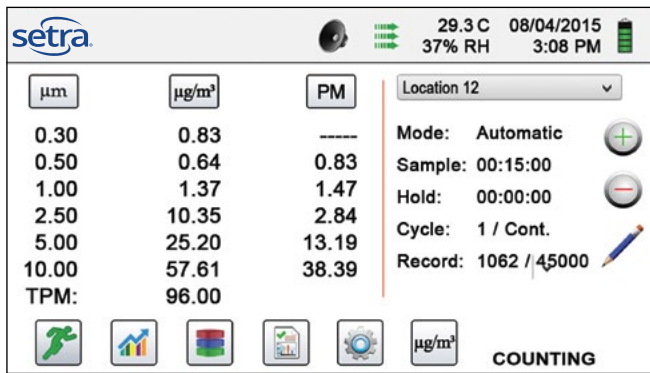 setra
29.3 C 08/04/2015
37% RH 3:08 PM
µm µg/m³ PM
0.30 0.83 -----
0.50 0.64 0.83
1.00 1.37 1.47
2.50 10.35 2.84
5.00 25.20 13.19
10.00 57.61 38.39
TPM: 96.00
Location 12
Mode: Automatic
Sample: 00:15:00
Hold: 00:00:00
Cycle: 1 / Cont.
Record: 1062 / 45000
µg/m³
COUNTING